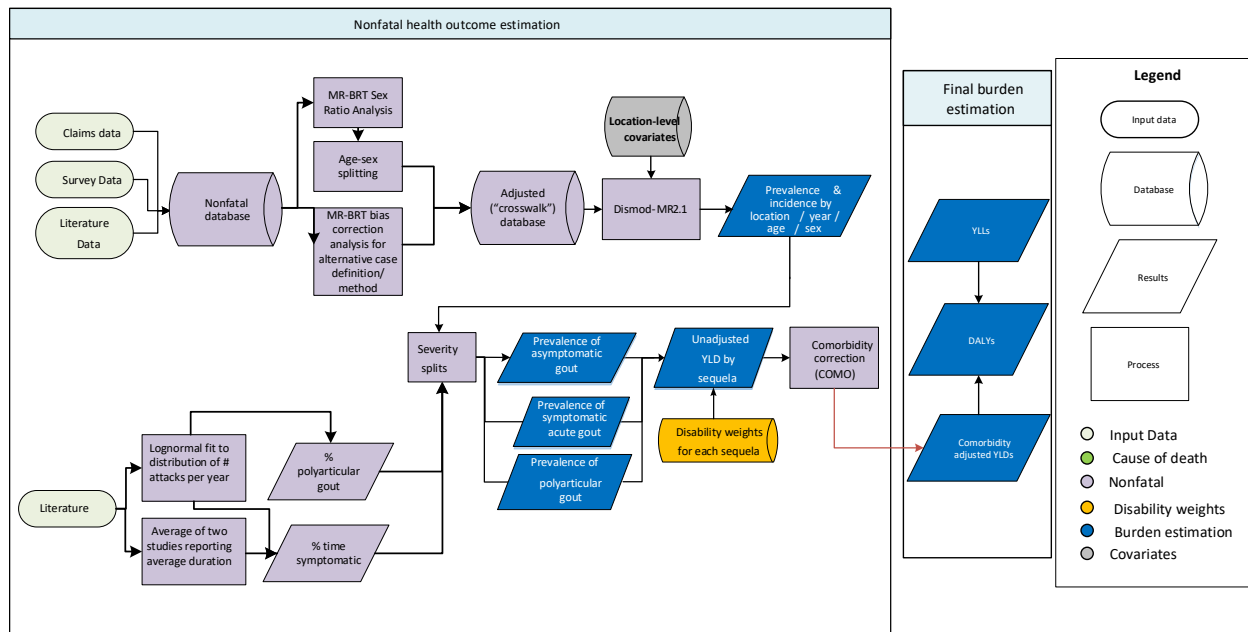 Nonfatal health outcome estimation
Claims data
Survey Data
Literature
Data
Nonfatal
database
MR-BRT Sex
Ratio Analysis
Age-sex
splitting
MR-BRT bias
correction
analysis for
alternative case
definition/
method
Adjusted
("crosswalk")
database
Location-level
covariates
Dismod-MR2.1
Prevalence &
incidence by
location / year /
age / sex
Severity
splits
Prevalence of
asymptomatic
gout
Prevalence of
symptomatic
acute gout
Prevalence of
polyarticular
gout
Unadjusted
YLD by
sequela
Disability weights
for each sequela
Comorbidity
correction
(COMO)
Literature
Lognormal fit to
distribution of #
attacks per year
Average of two
studies reporting
average duration
%
polyarticular
gout
% time
symptomatic
Final burden
estimation
YLLs
DALYs
Comorbidity
adjusted YLDs
Legend
Input data
Database
Results
Process
Input Data
Cause of death
Nonfatal
Disability weights
Burden estimation
Covariates